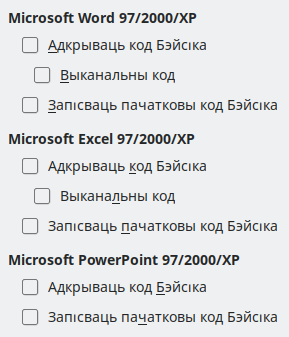 Microsoft Word 97/2000/XP
Адкрываць код Бэйсіка
Выканальны код
Запісваць пачатковы код Бэйсіка
Microsoft Excel 97/2000/XP
Адкрываць код Бэйсіка
Выканальны код
Запісваць пачатковы код Бэйсіка
Microsoft PowerPoint 97/2000/XP
Адкрываць код Бэйсіка
Запісваць пачатковы код Бэйсіка